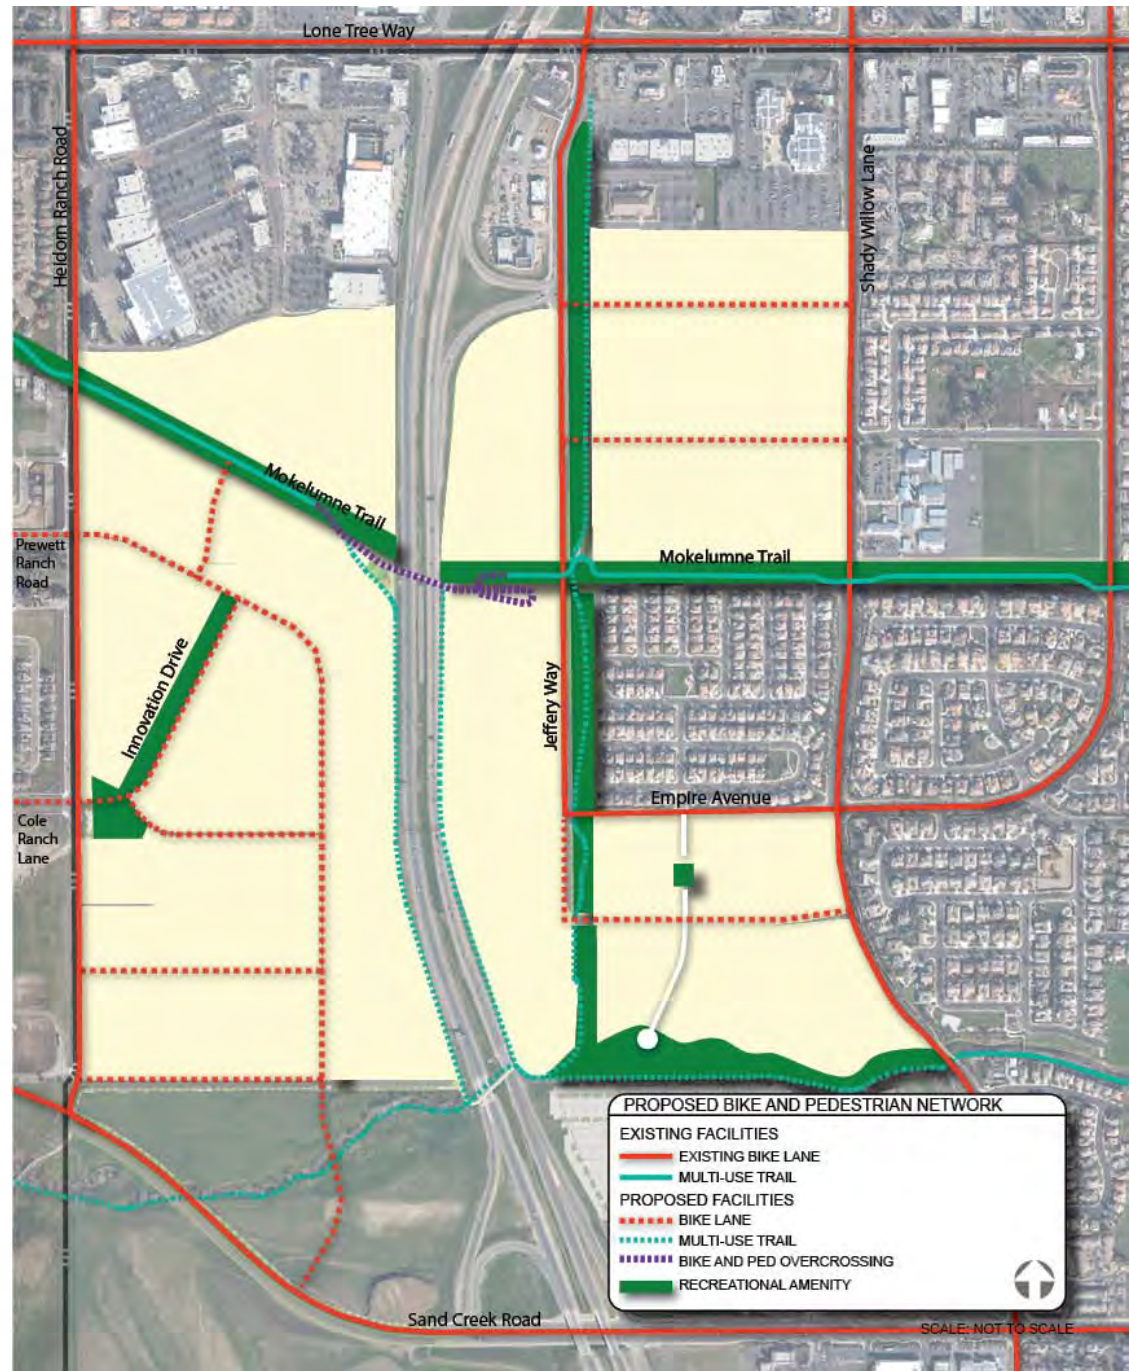 Lone Tree Way
Heidorn Ranch Road
Shady Willow Lane
Mokelumne Trail
Prewett
Ranch
Road
Mokelumne Trail
Innovation Drive
Jeffery Way
Empire Avenue
Cole
Ranch
Lane
PROPOSED BIKE AND PEDESTRIAN NETWORK
EXISTING FACILITIES
EXISTING BIKE LANE
MULTI-USE TRAIL
PROPOSED FACILITIES
BIKE LANE
MULTI-USE TRAIL
BIKE AND PED OVERCROSSING
RECREATIONAL AMENITY
Sand Creek Road
SCALE: NOT TO SCALE